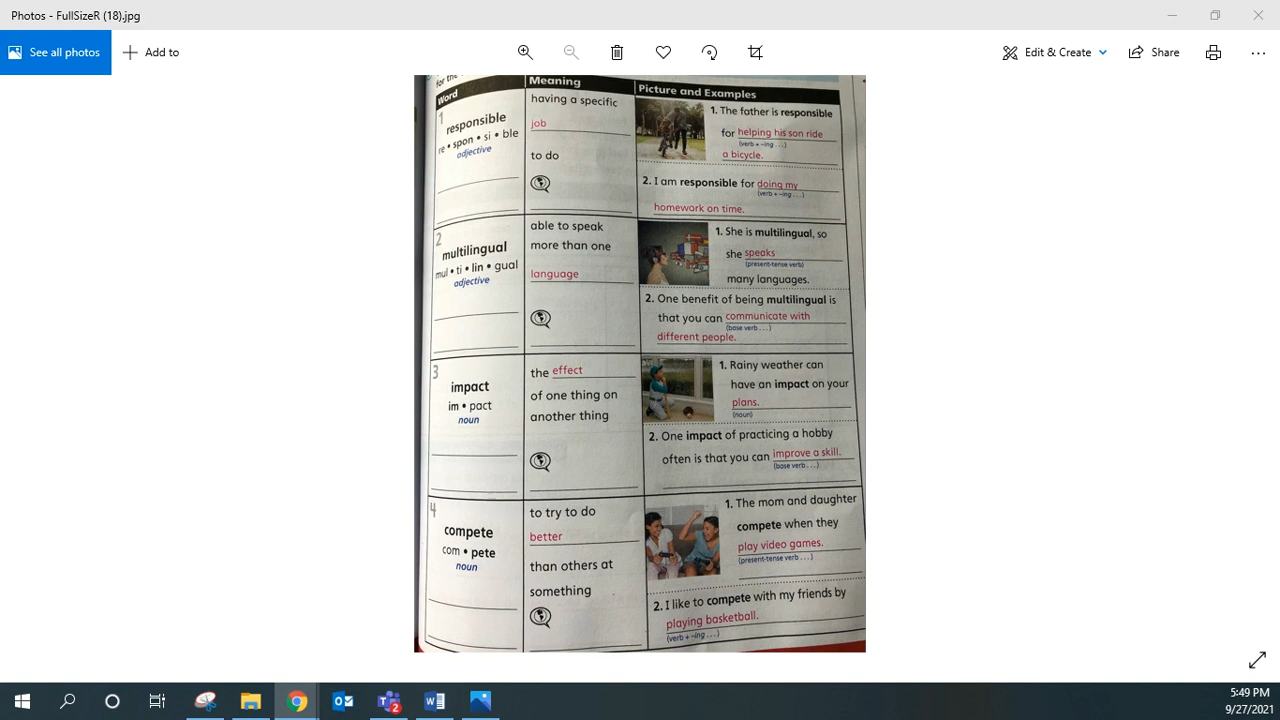 Photos - FullSizeR (18).jpg
See all photos
Add to
Edit & Create
Share
for the
Word
Meaning
Picture and Examples
1
responsible
re • spon • si • ble
adjective
having a specific
job
to do
1. The father is responsible
for helping his son ride
(verb + -ing . . .)
a bicycle.
2. I am responsible for doing my
(verb + -ing . . .)
homework on time.
2
multilingual
mul • ti • lin • gual
adjective
able to speak
more than one
language
1. She is multilingual, so
she speaks
(present-tense verb)
many languages.
2. One benefit of being multilingual is
that you can communicate with
(base verb . . .)
different people.
3
impact
im • pact
noun
the effect
of one thing on
another thing
1. Rainy weather can
have an impact on your
plans.
(noun)
2. One impact of practicing a hobby
often is that you can improve a skill.
(base verb . . .)
4
compete
com • pete
noun
to try to do
better
than others at
something
1. The mom and daughter
compete when they
play video games.
(present-tense verb . . .)
2. I like to compete with my friends by
playing basketball.
(verb + -ing . . .)
2
5:49 PM
9/27/2021